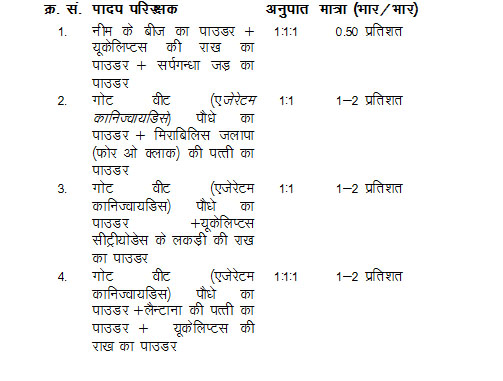 क्र. सं. पादप परिरक्षक अनुपात मात्रा (भार / भार)
1. नीम के बीज का पाउडर + 1:1:1 0.50 प्रतिशत
यूकेलिप्टस की राख का
पाउडर + सर्पगन्धा जड़ का
पाउडर
2. गोट वीट (एजेरेटम 1:1 1–2 प्रतिशत
कानिज्वायडिस) पौधे का
पाउडर + मिराबिलिस जलापा
(फोर ओ क्लाक) की पत्ती का
पाउडर
3. गोट वीट (एजेरेटम 1:1 1–2 प्रतिशत
कानिज्वायडिस) पौधे का
पाउडर +यूकेलिप्टस
सीट्रीयोडेस के लकड़ी की राख
का पाउडर
4. गोट वीट (एजेरेटम 1:1:1 1–2 प्रतिशत
कानिज्वायडिस) पौधे का
पाउडर +लैन्टाना की पत्ती का
पाउडर + यूकेलिप्टस की
राख का पाउडर